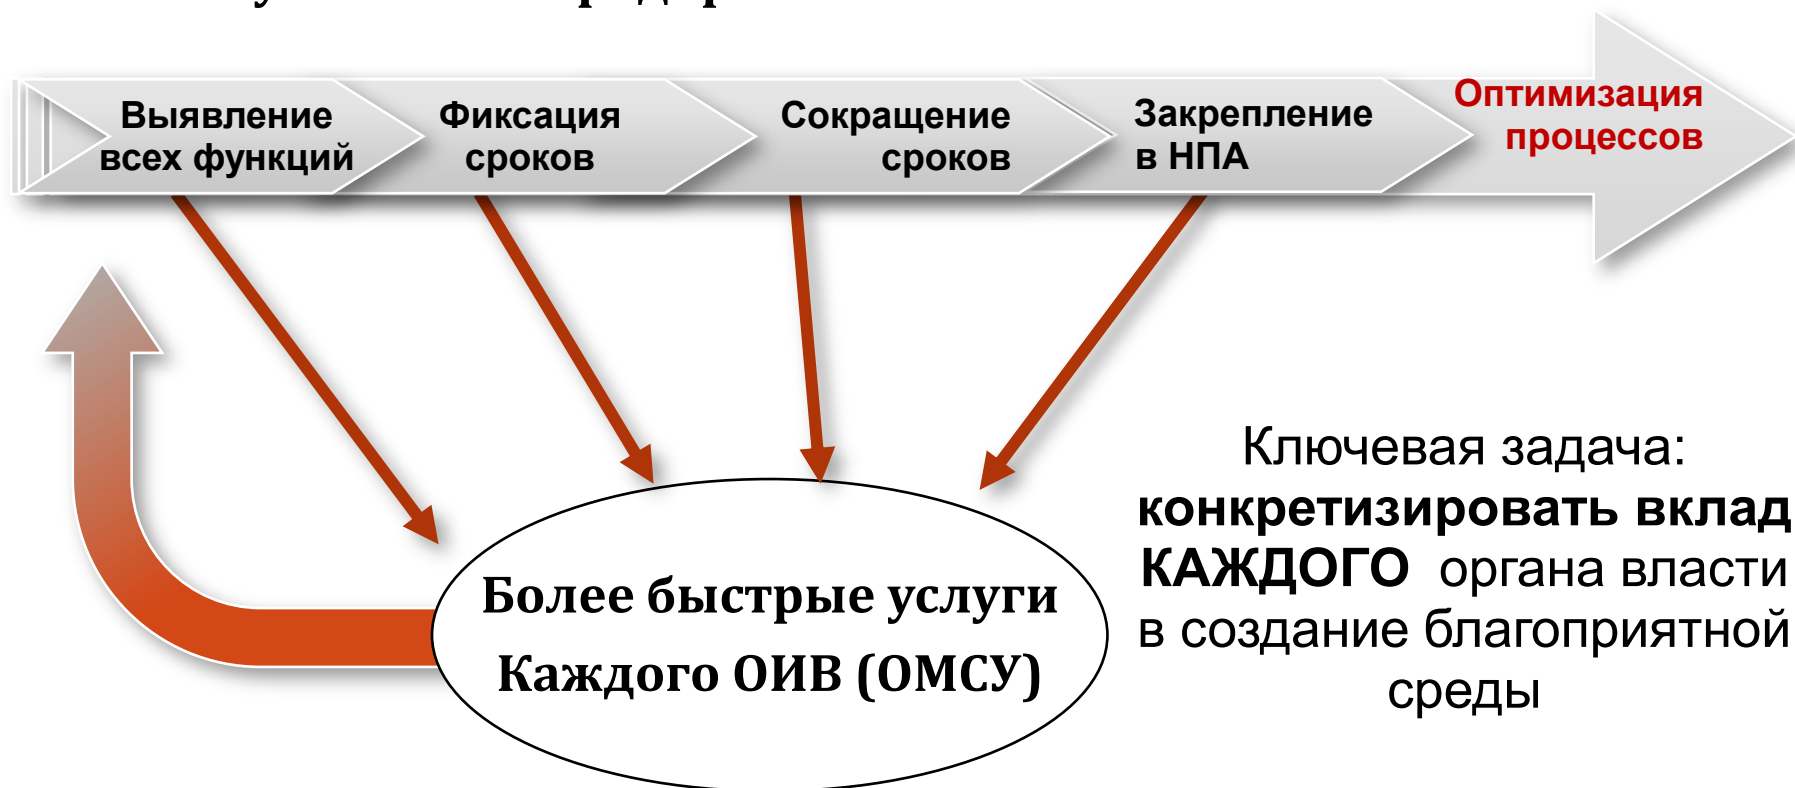 Выявление
всех функций
Фиксация
сроков
Сокращение
сроков
Закрепление
в НПА
Оптимизация
процессов
Ключевая задача:
конкретизировать вклад
КАЖДОГО органа власти
в создание благоприятной
среды
Более быстрые услуги
Каждого ОИВ (ОМСУ)